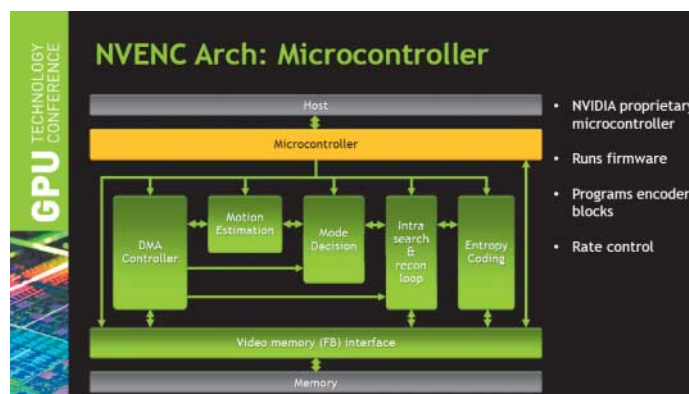 GPU TECHNOLOGY
CONFERENCE
NVENC Arch: Microcontroller
Host
Microcontroller
DMA
Controller
Motion
Estimation
Mode
Decision
Intra
search
&
recon
loop
Entropy
Coding
Video memory (FB) interface
Memory
• NVIDIA proprietary
microcontroller
• Runs firmware
• Programs encoder
blocks
• Rate control